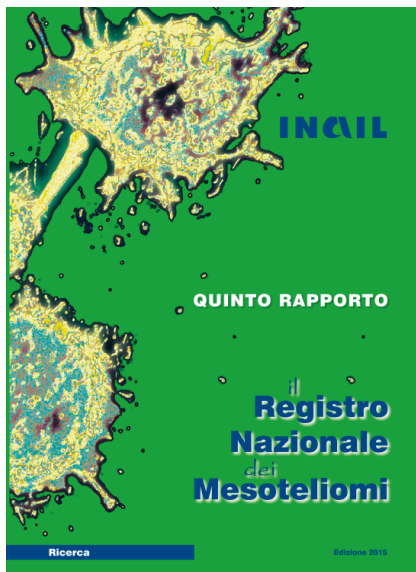 INAIL
QUINTO RAPPORTO
il
Registro
Nazionale
dei
Mesoteliomi
Ricerca
Edizione 2015